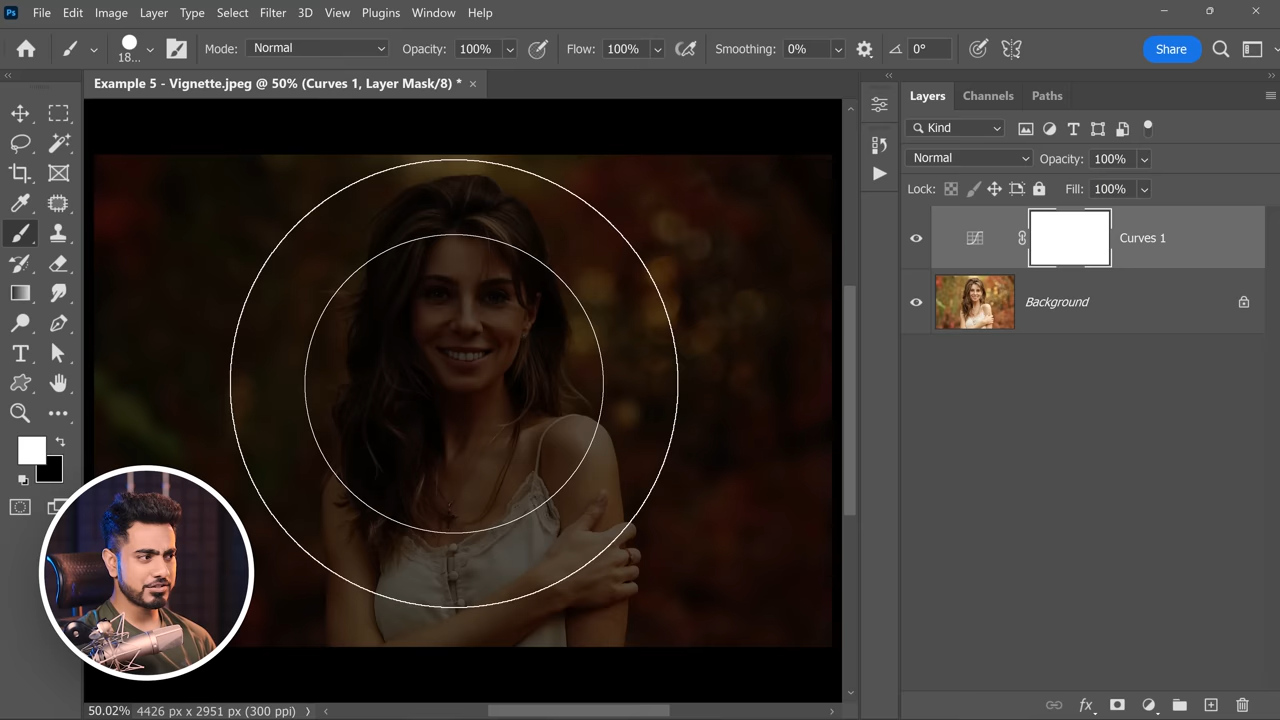 Ps File Edit Image Layer Type Select Filter 3D View Plugins Window Help
18... Mode: Normal Opacity: 100% Flow: 100% Smoothing: 0% 0° Share
Example 5 - Vignette.jpeg @ 50% (Curves 1, Layer Mask/8) *
Layers Channels Paths
Kind
Normal Opacity: 100%
Lock: Fill: 100%
Curves 1
Background
50.02% 4426 px x 2951 px (300 ppi)
fx